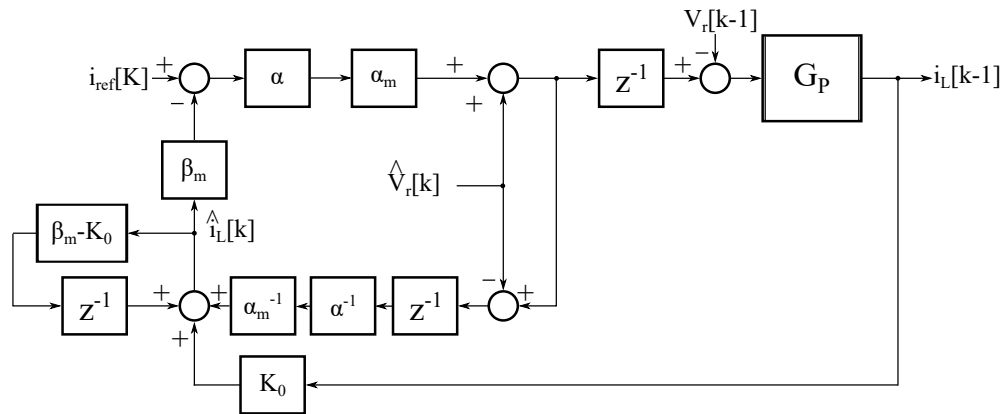 V_r[k-1]
i_ref[K]
+
−
α
α_m
+
+
z⁻¹
+
−
G_P
i_L[k-1]
β_m
V̂_r[k]
β_m-K_0
î_L[k]
z⁻¹
+
+
+
α_m⁻¹
α⁻¹
z⁻¹
−
+
K_0